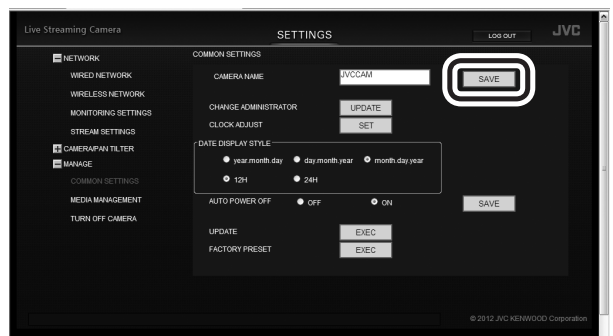 Live Streaming Camera
SETTINGS
LOG OUT
JVC
NETWORK
WIRED NETWORK
WIRELESS NETWORK
MONITORING SETTINGS
STREAM SETTINGS
CAMERA/PAN TILTER
MANAGE
COMMON SETTINGS
MEDIA MANAGEMENT
TURN OFF CAMERA
COMMON SETTINGS
CAMERA NAME JVCCAM SAVE
CHANGE ADMINISTRATOR UPDATE
CLOCK ADJUST SET
DATE DISPLAY STYLE
year.month.day day.month.year month.day.year
12H 24H
AUTO POWER OFF OFF ON SAVE
UPDATE EXEC
FACTORY PRESET EXEC
© 2012 JVC KENWOOD Corporation